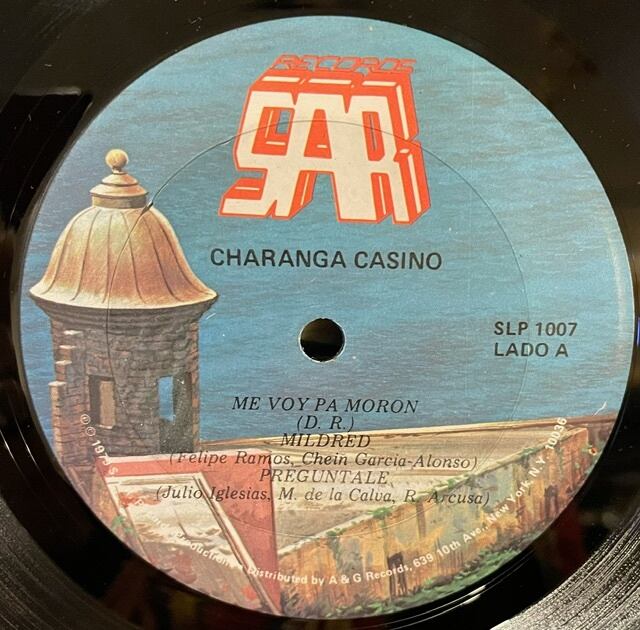 RECORDS
SAR
CHARANGA CASINO
SLP 1007
LADO A
ME VOY PA MORON
(D. R.)
MILDRED
(Felipe Ramos, Chein Garcia-Alonso)
PREGUNTALE
(Julio Iglesias, M. de la Calva, R. Arcusa)
Productions - Distributed by A & G Records, 639 10th Ave., New York N.Y. 10036